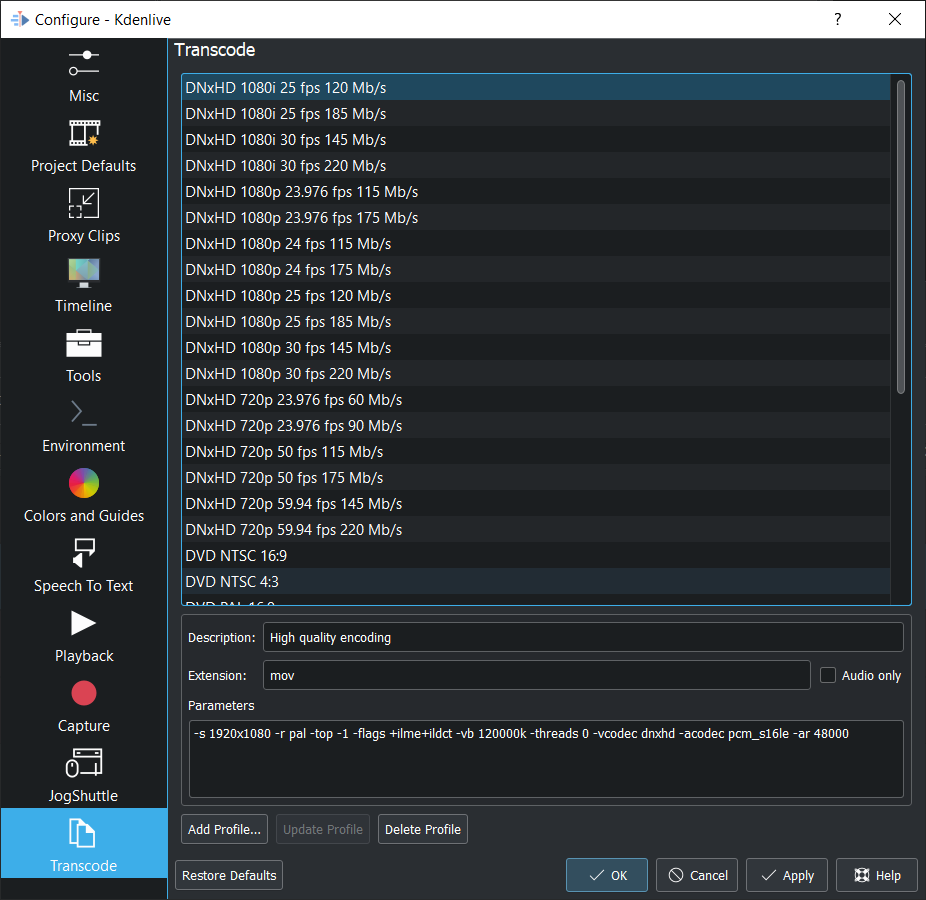 Configure - Kdenlive
?
Misc
Project Defaults
Proxy Clips
Timeline
Tools
Environment
Colors and Guides
Speech To Text
Playback
Capture
JogShuttle
Transcode
Transcode
DNxHD 1080i 25 fps 120 Mb/s
DNxHD 1080i 25 fps 185 Mb/s
DNxHD 1080i 30 fps 145 Mb/s
DNxHD 1080i 30 fps 220 Mb/s
DNxHD 1080p 23.976 fps 115 Mb/s
DNxHD 1080p 23.976 fps 175 Mb/s
DNxHD 1080p 24 fps 115 Mb/s
DNxHD 1080p 24 fps 175 Mb/s
DNxHD 1080p 25 fps 120 Mb/s
DNxHD 1080p 25 fps 185 Mb/s
DNxHD 1080p 30 fps 145 Mb/s
DNxHD 1080p 30 fps 220 Mb/s
DNxHD 720p 23.976 fps 60 Mb/s
DNxHD 720p 23.976 fps 90 Mb/s
DNxHD 720p 50 fps 115 Mb/s
DNxHD 720p 50 fps 175 Mb/s
DNxHD 720p 59.94 fps 145 Mb/s
DNxHD 720p 59.94 fps 220 Mb/s
DVD NTSC 16:9
DVD NTSC 4:3
DVD PAL 16:9
Description: High quality encoding
Extension: mov Audio only
Parameters
-s 1920x1080 -r pal -top -1 -flags +ilme+ildct -vb 120000k -threads 0 -vcodec dnxhd -acodec pcm_s16le -ar 48000
Add Profile... Update Profile Delete Profile
Restore Defaults OK Cancel Apply Help